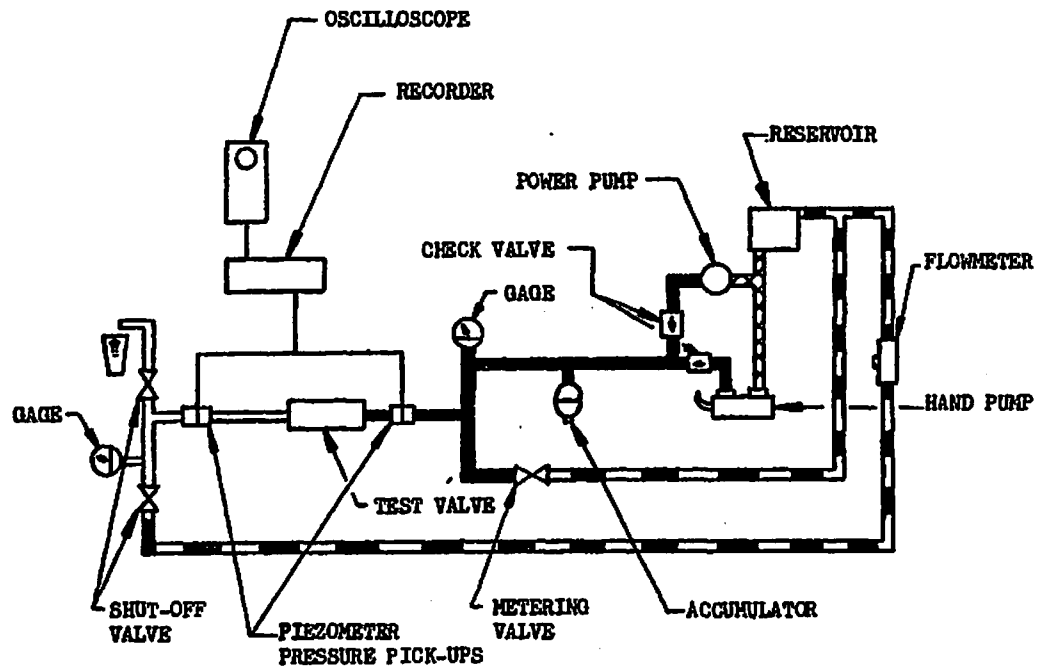 OSCILLOSCOPE
RECORDER
RESERVOIR
POWER PUMP
CHECK VALVE
FLOWMETER
GAGE
GAGE
HAND PUMP
TEST VALVE
SHUT-OFF
VALVE
PIEZOMETER
PRESSURE PICK-UPS
METERING
VALVE
ACCUMULATOR